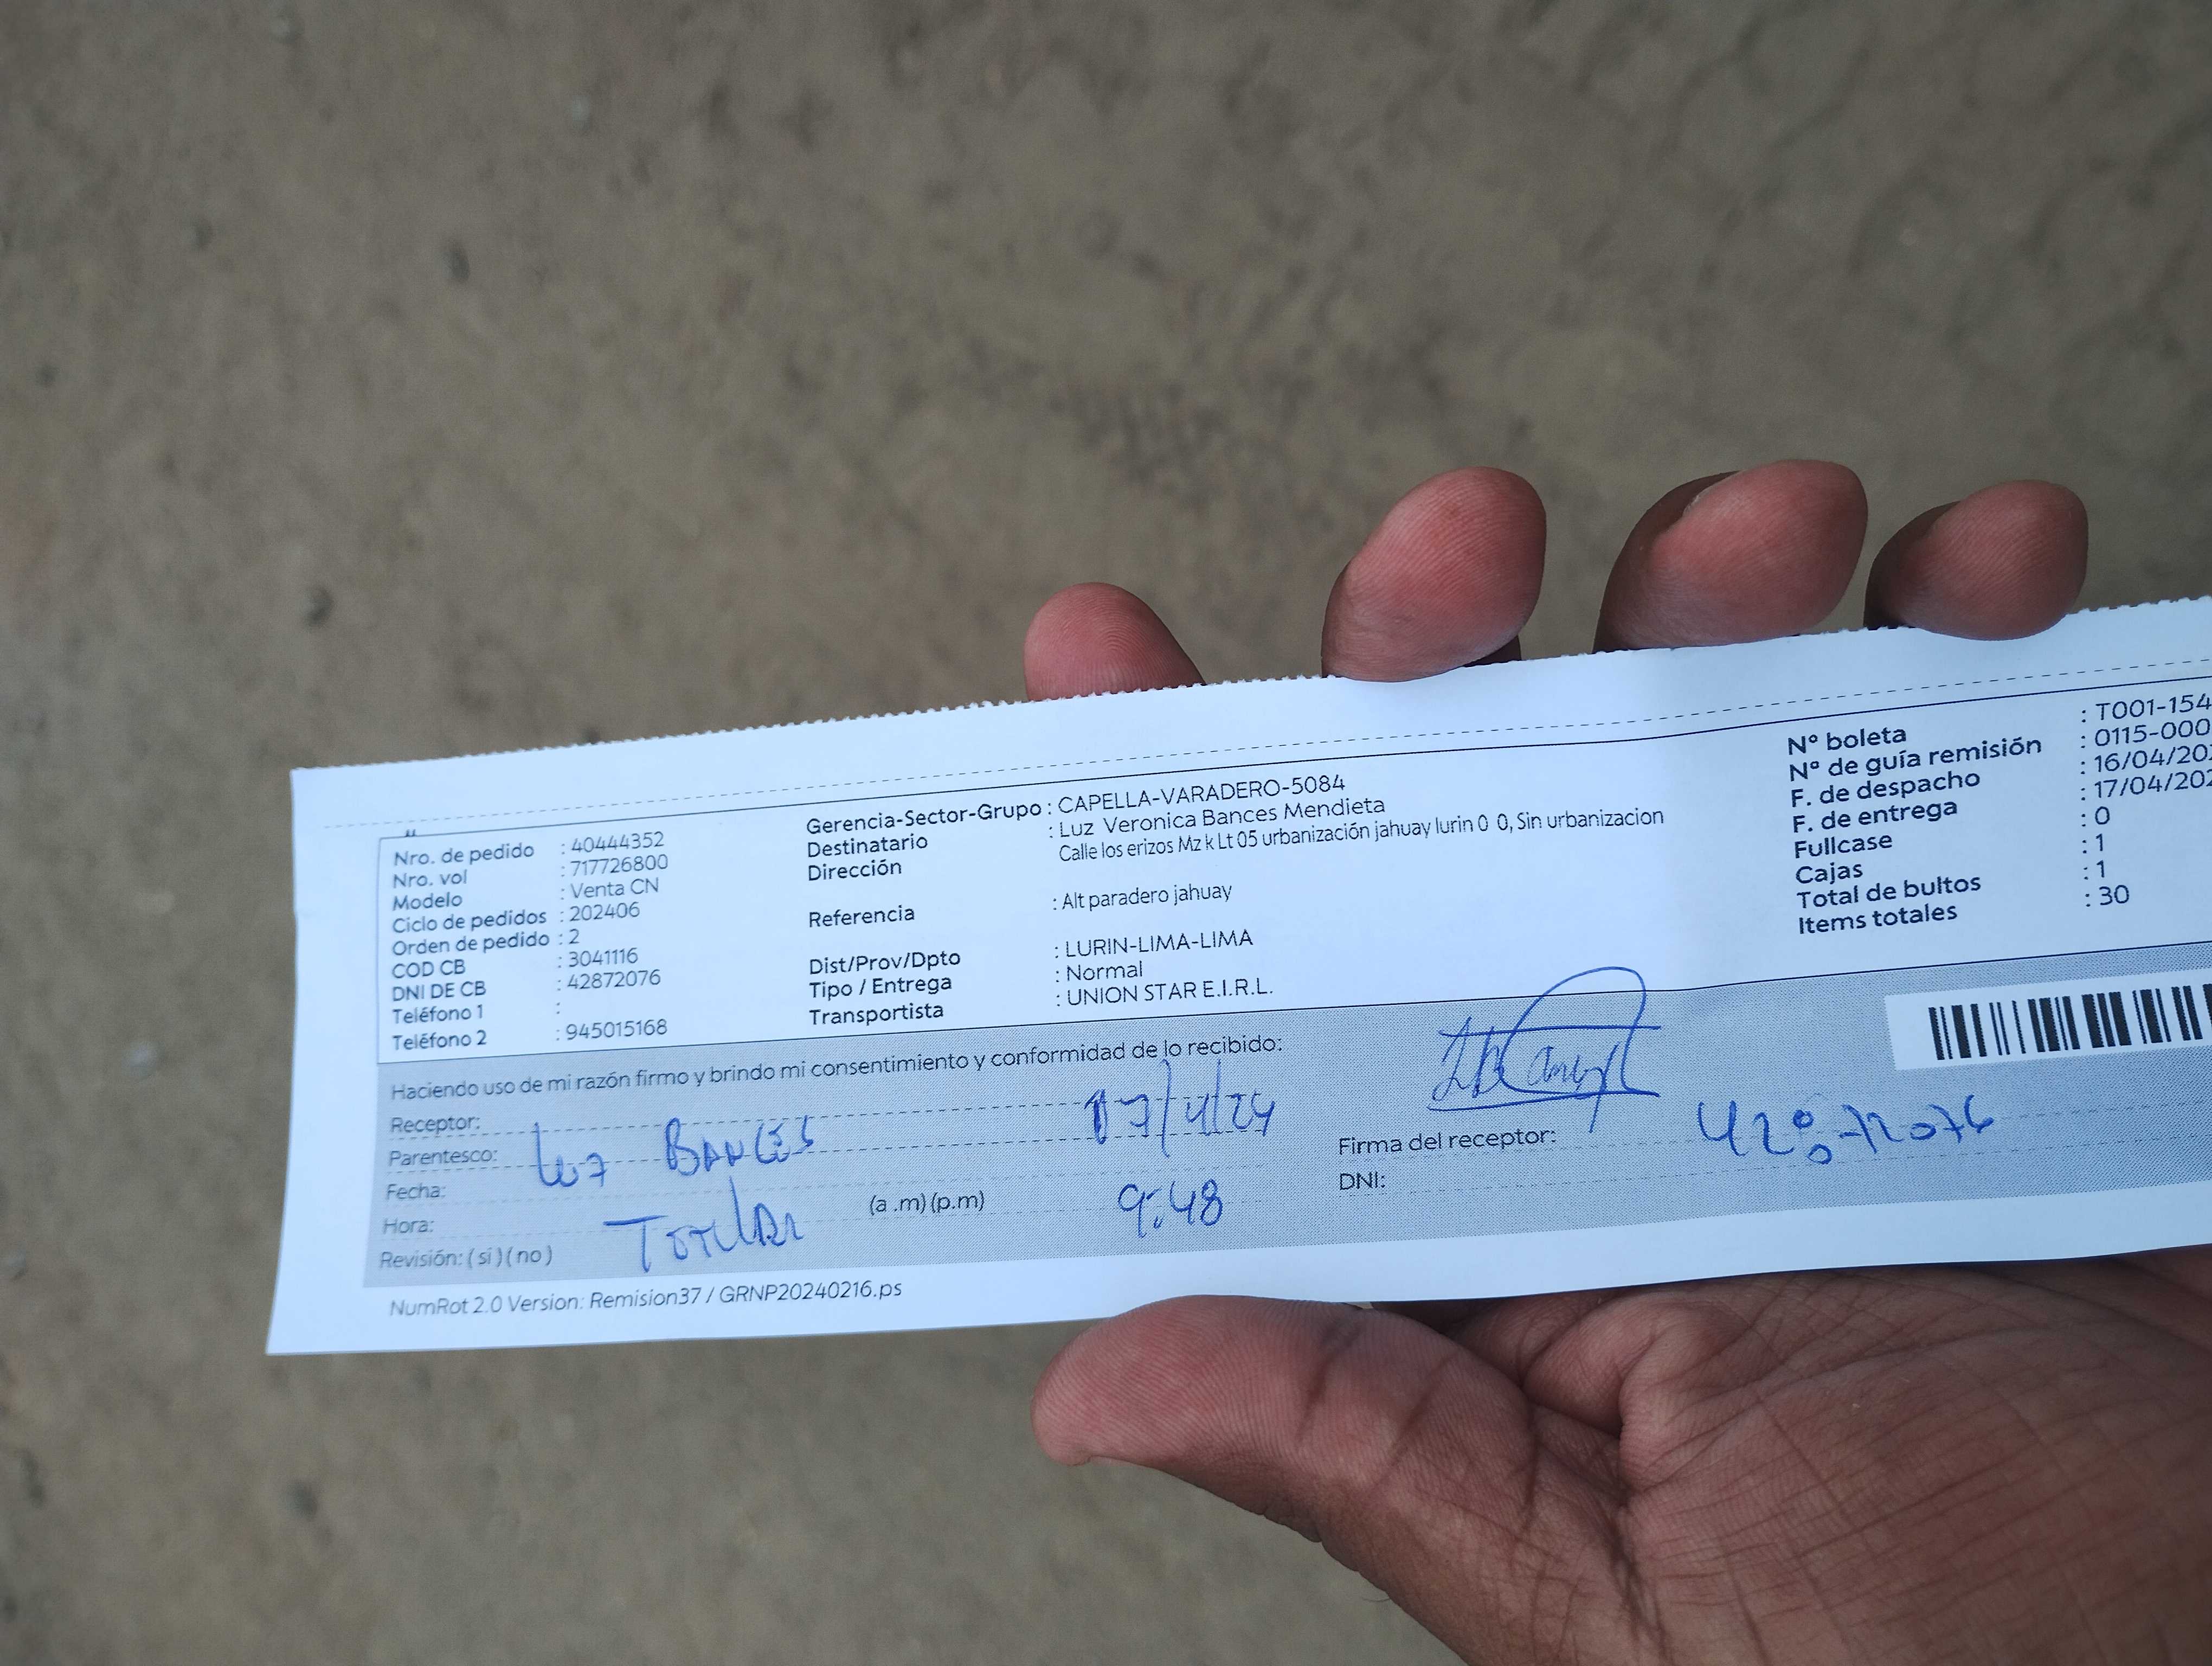 Nro. de pedido : 40444352
Nro. vol : 717726800
Modelo : Venta CN
Ciclo de pedidos : 202406
Orden de pedido : 2
COD CB : 3041116
DNI DE CB : 42872076
Teléfono 1 :
Teléfono 2 : 945015168
Gerencia-Sector-Grupo : CAPELLA-VARADERO-5084
Destinatario : Luz Veronica Bances Mendieta
Dirección Calle los erizos Mz k Lt 05 urbanización jahuay lurin 0 0, Sin urbanizacion
Referencia : Alt paradero jahuay
Dist/Prov/Dpto : LURIN-LIMA-LIMA
Tipo / Entrega : Normal
Transportista : UNION STAR E.I.R.L.
Nº boleta : T001-154
Nº de guía remisión : 0115-000
F. de despacho : 16/04/202
F. de entrega : 17/04/202
Fullcase : 0
Cajas : 1
Total de bultos : 1
Items totales : 30
Haciendo uso de mi razón firmo y brindo mi consentimiento y conformidad de lo recibido:
Receptor:
Parentesco: Luz Bances 17/4/24
Fecha:
Hora: (a .m) (p.m) 9:48
Revisión: ( si ) ( no ) Titular
Firma del receptor: 42872076
DNI:
NumRot 2.0 Version: Remision37 / GRNP20240216.ps